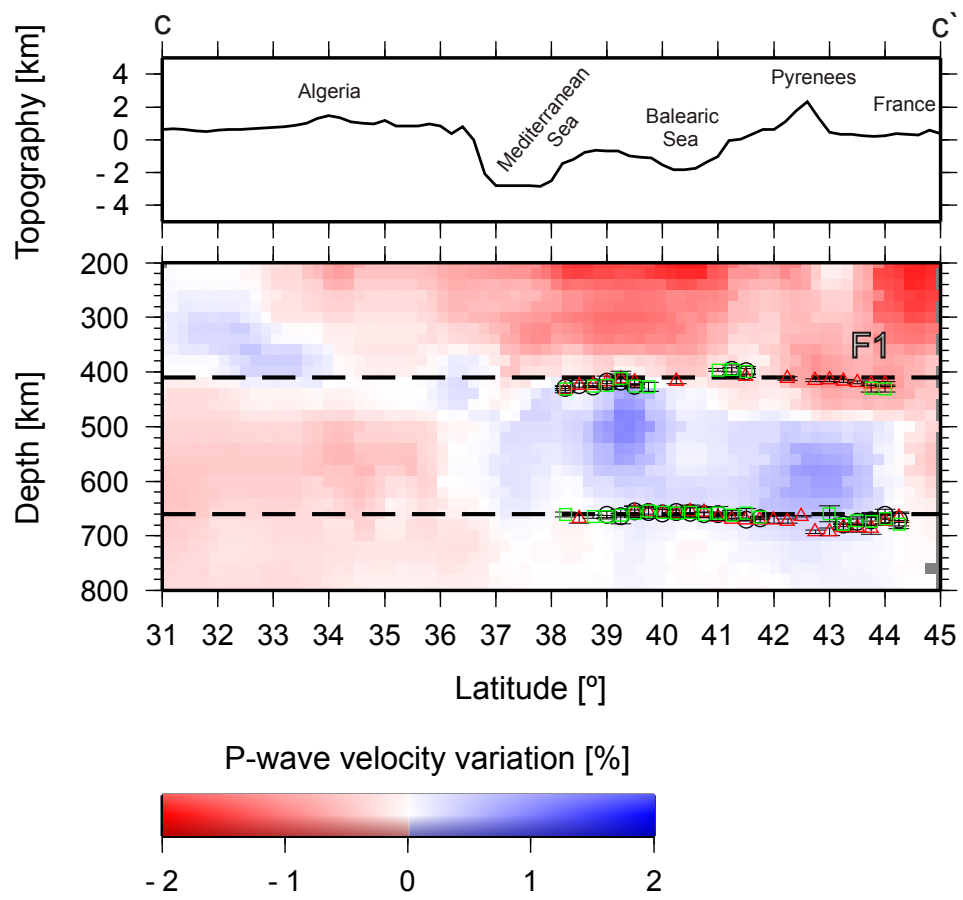 C C`
Topography [km]
4
2
0
- 2
- 4
Algeria
Mediterranean
Sea
Balearic
Sea
Pyrenees
France
Depth [km]
200
300
400
500
600
700
800
F1
31 32 33 34 35 36 37 38 39 40 41 42 43 44 45
Latitude [º]
P-wave velocity variation [%]
- 2 - 1 0 1 2